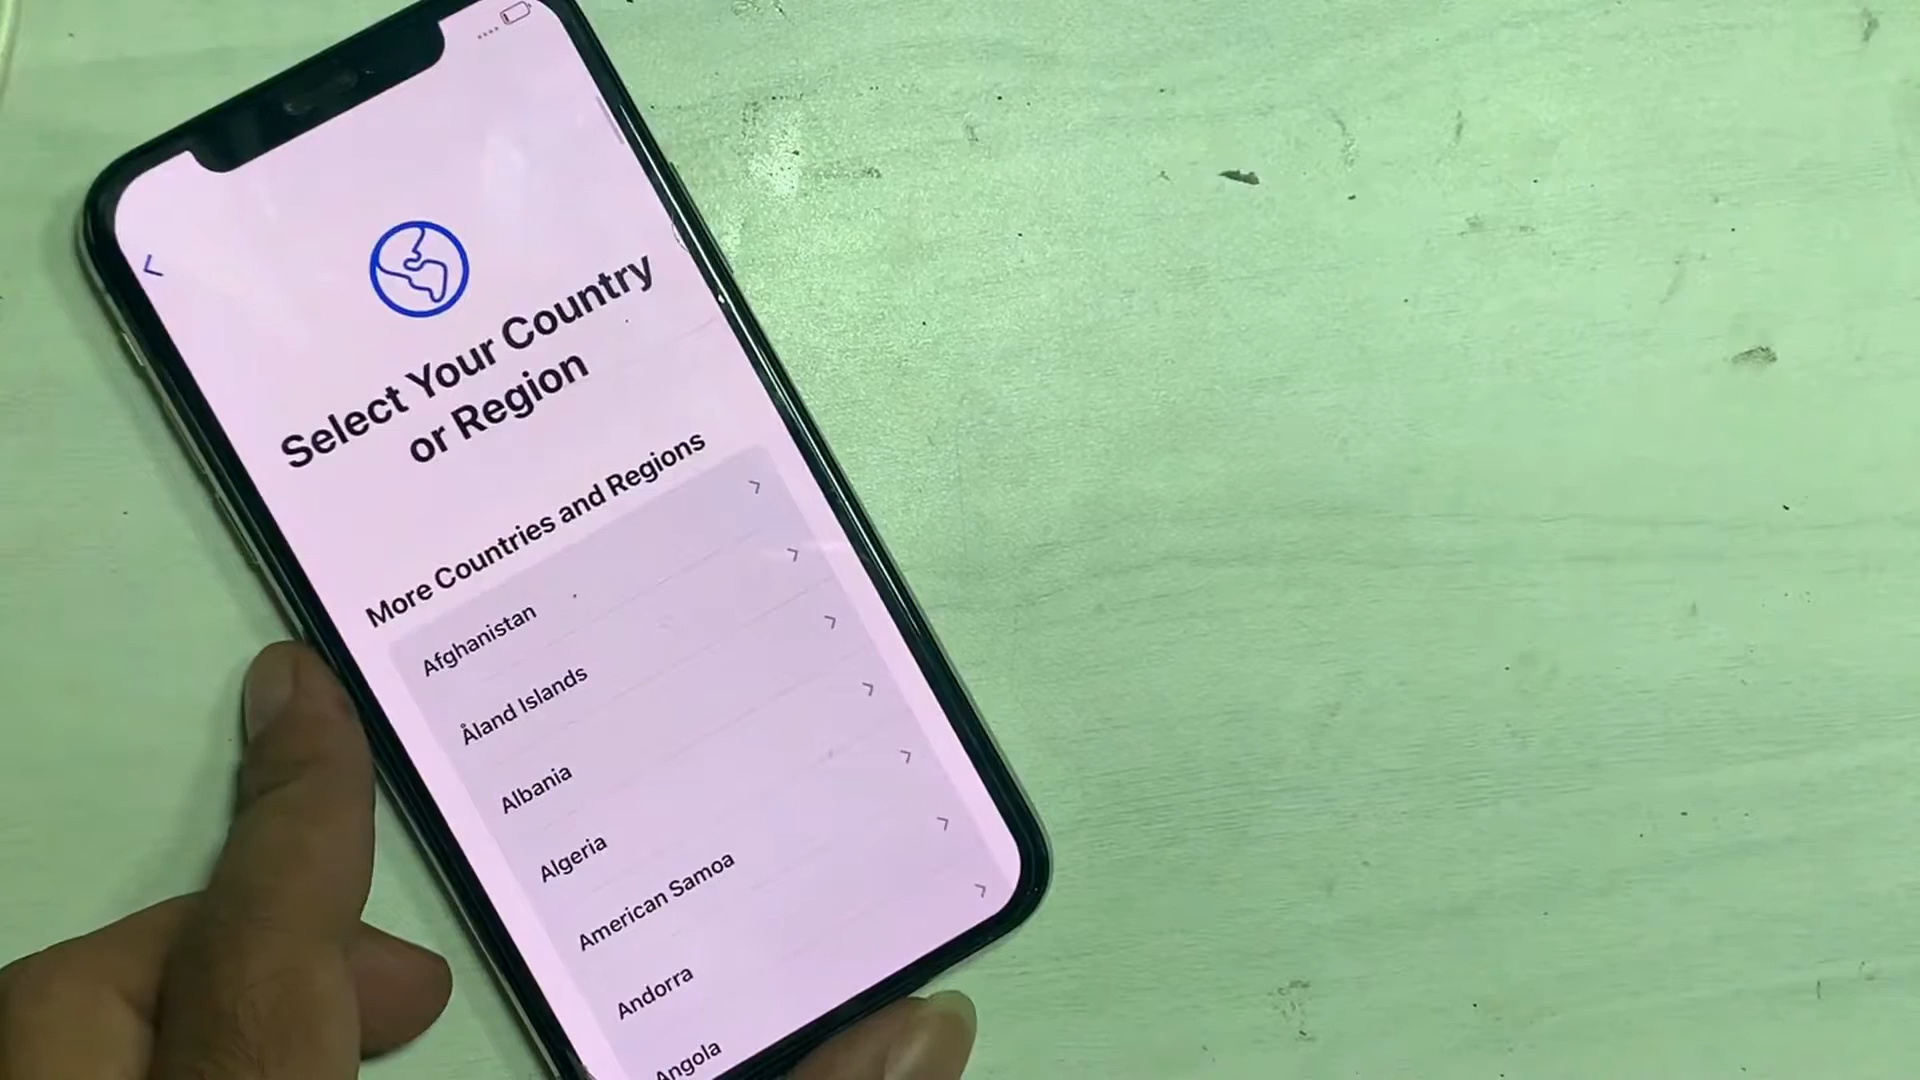 Select Your Country
or Region
More Countries and Regions
Afghanistan
Åland Islands
Albania
Algeria
American Samoa
Andorra
Angola